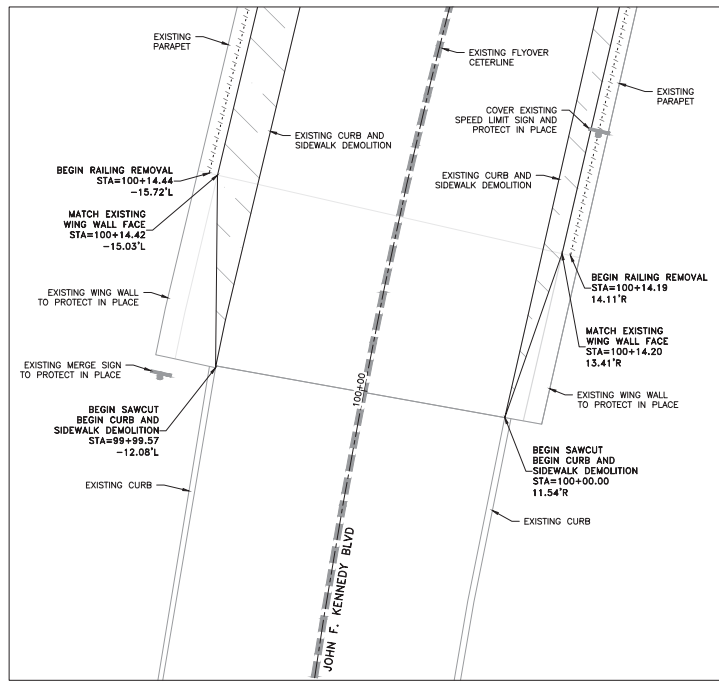 EXISTING
PARAPET
EXISTING FLYOVER
CETERLINE
EXISTING
PARAPET
COVER EXISTING
SPEED LIMIT SIGN AND
PROTECT IN PLACE
EXISTING CURB AND
SIDEWALK DEMOLITION
BEGIN RAILING REMOVAL
STA=100+14.44
-15.72'L
EXISTING CURB AND
SIDEWALK DEMOLITION
MATCH EXISTING
WING WALL FACE
STA=100+14.42
-15.03'L
BEGIN RAILING REMOVAL
STA=100+14.19
14.11'R
EXISTING WING WALL
TO PROTECT IN PLACE
MATCH EXISTING
WING WALL FACE
STA=100+14.20
13.41'R
EXISTING MERGE SIGN
TO PROTECT IN PLACE
100+00
EXISTING WING WALL
TO PROTECT IN PLACE
BEGIN SAWCUT
BEGIN CURB AND
SIDEWALK DEMOLITION
STA=99+99.57
-12.08'L
BEGIN SAWCUT
BEGIN CURB AND
SIDEWALK DEMOLITION
STA=100+00.00
11.54'R
EXISTING CURB
EXISTING CURB
JOHN F. KENNEDY BLVD